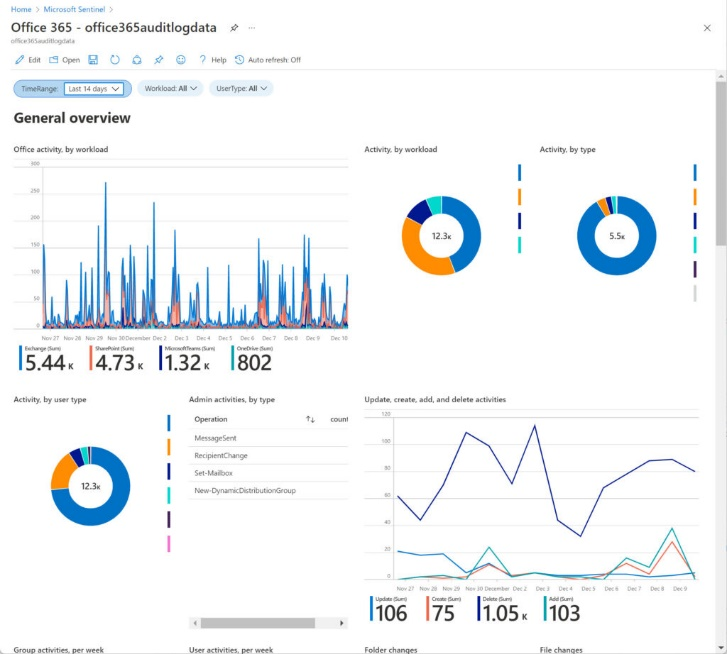 Home > Microsoft Sentinel >
Office 365 - office365auditlogdata
office365auditlogdata
Edit Open Help Auto refresh: Off
TimeRange: Last 14 days Workload: All UserType: All
General overview
Office activity, by workload
300
250
200
150
100
50
0
Nov 27 Nov 28 Nov 29 Nov 30 December Dec 2 Dec 3 Dec 4 Dec 5 Dec 6 Dec 7 Dec 8 Dec 9 Dec 10
Exchange (Sum) SharePoint (Sum) MicrosoftTeams (Sum) OneDrive (Sum)
5.44 K 4.73 K 1.32 K 802
Activity, by workload
12.3K
Activity, by type
5.5K
Activity, by user type
12.3K
Admin activities, by type
Operation count
MessageSent
RecipientChange
Set-Mailbox
New-DynamicDistributionGroup
Update, create, add, and delete activities
120
100
80
60
40
20
0
Nov 27 Nov 28 Nov 29 Nov 30 December Dec 2 Dec 3 Dec 4 Dec 5 Dec 6 Dec 7 Dec 8 Dec 9
Update (Sum) Create (Sum) Delete (Sum) Add (Sum)
106 75 1.05 K 103
Group activities, per week
User activities, per week
Folder changes
File changes